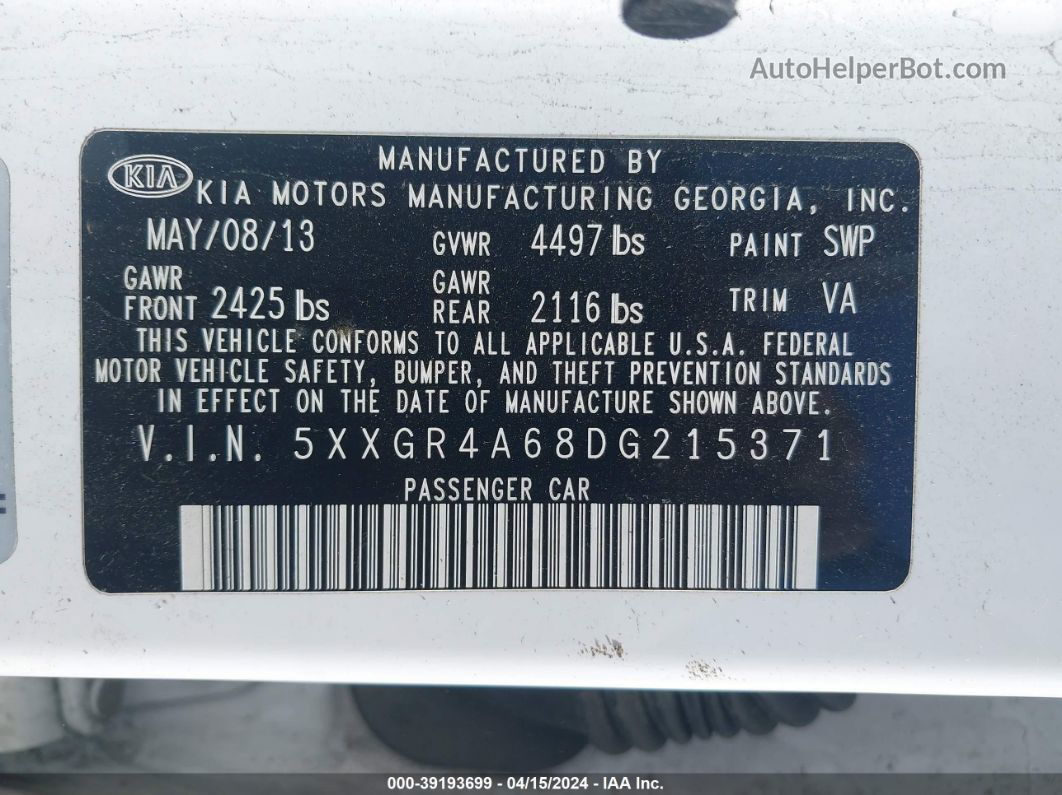 AutoHelperBot.com
MANUFACTURED BY
KIA KIA MOTORS MANUFACTURING GEORGIA, INC.
MAY/08/13 GVWR 4497 lbs PAINT SWP
GAWR FRONT 2425 lbs GAWR REAR 2116 lbs TRIM VA
THIS VEHICLE CONFORMS TO ALL APPLICABLE U.S.A. FEDERAL
MOTOR VEHICLE SAFETY, BUMPER, AND THEFT PREVENTION STANDARDS
IN EFFECT ON THE DATE OF MANUFACTURE SHOWN ABOVE.
V.I.N. 5XXGR4A68DG215371
PASSENGER CAR
000-39193699 - 04/15/2024 - IAA Inc.